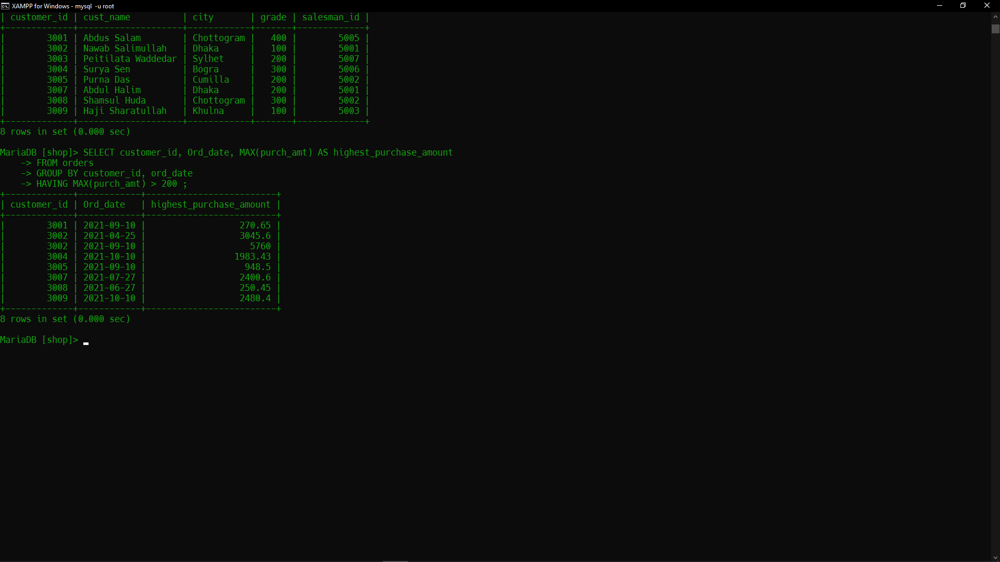 XAMPP for Windows - mysql  -u root
| customer_id | cust_name          | city       | grade | salesman_id |
+-------------+--------------------+------------+-------+-------------+
|        3001 | Abdus Salam        | Chottogram |   400 |        5005 |
|        3002 | Nawab Salimullah   | Dhaka      |   100 |        5001 |
|        3003 | Peitilata Waddedar | Sylhet     |   200 |        5007 |
|        3004 | Surya Sen          | Bogra      |   300 |        5006 |
|        3005 | Purna Das          | Cumilla    |   200 |        5002 |
|        3007 | Abdul Halim        | Dhaka      |   200 |        5001 |
|        3008 | Shamsul Huda       | Chottogram |   300 |        5002 |
|        3009 | Haji Sharatullah   | Khulna     |   100 |        5003 |
+-------------+--------------------+------------+-------+-------------+
8 rows in set (0.000 sec)
MariaDB [shop]> SELECT customer_id, Ord_date, MAX(purch_amt) AS highest_purchase_amount
    -> FROM orders
    -> GROUP BY customer_id, ord_date
    -> HAVING MAX(purch_amt) > 200 ;
+-------------+------------+-------------------------+
| customer_id | Ord_date   | highest_purchase_amount |
+-------------+------------+-------------------------+
|        3001 | 2021-09-10 |                  270.65 |
|        3002 | 2021-04-25 |                  3045.6 |
|        3002 | 2021-09-10 |                    5760 |
|        3004 | 2021-10-10 |                 1983.43 |
|        3005 | 2021-09-10 |                   948.5 |
|        3007 | 2021-07-27 |                  2400.6 |
|        3008 | 2021-06-27 |                  250.45 |
|        3009 | 2021-10-10 |                  2480.4 |
+-------------+------------+-------------------------+
8 rows in set (0.000 sec)
MariaDB [shop]>